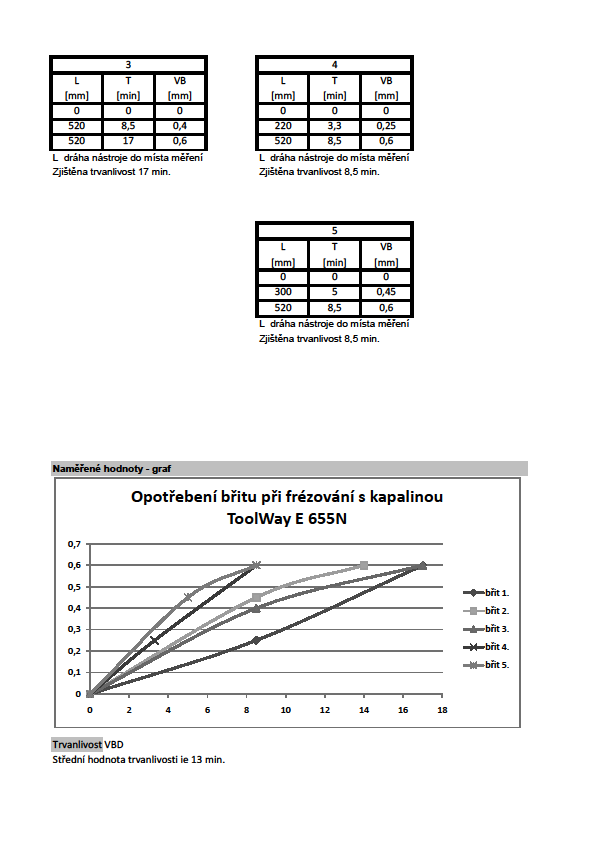 3
L T VB
[mm] [min] [mm]
0 0 0
520 8,5 0,4
520 17 0,6
L dráha nástroje do místa měření
Zjištěna trvanlivost 17 min.
4
L T VB
[mm] [min] [mm]
0 0 0
220 3,3 0,25
520 8,5 0,6
L dráha nástroje do místa měření
Zjištěna trvanlivost 8,5 min.
5
L T VB
[mm] [min] [mm]
0 0 0
300 5 0,45
520 8,5 0,6
L dráha nástroje do místa měření
Zjištěna trvanlivost 8,5 min.
Naměřené hodnoty - graf
Opotřebení břitu při frézování s kapalinou
ToolWay E 655N
0,7
0,6
0,5
0,4
0,3
0,2
0,1
0
0 2 4 6 8 10 12 14 16 18
břit 1.
břit 2.
břit 3.
břit 4.
břit 5.
Trvanlivost VBD
Střední hodnota trvanlivosti ie 13 min.